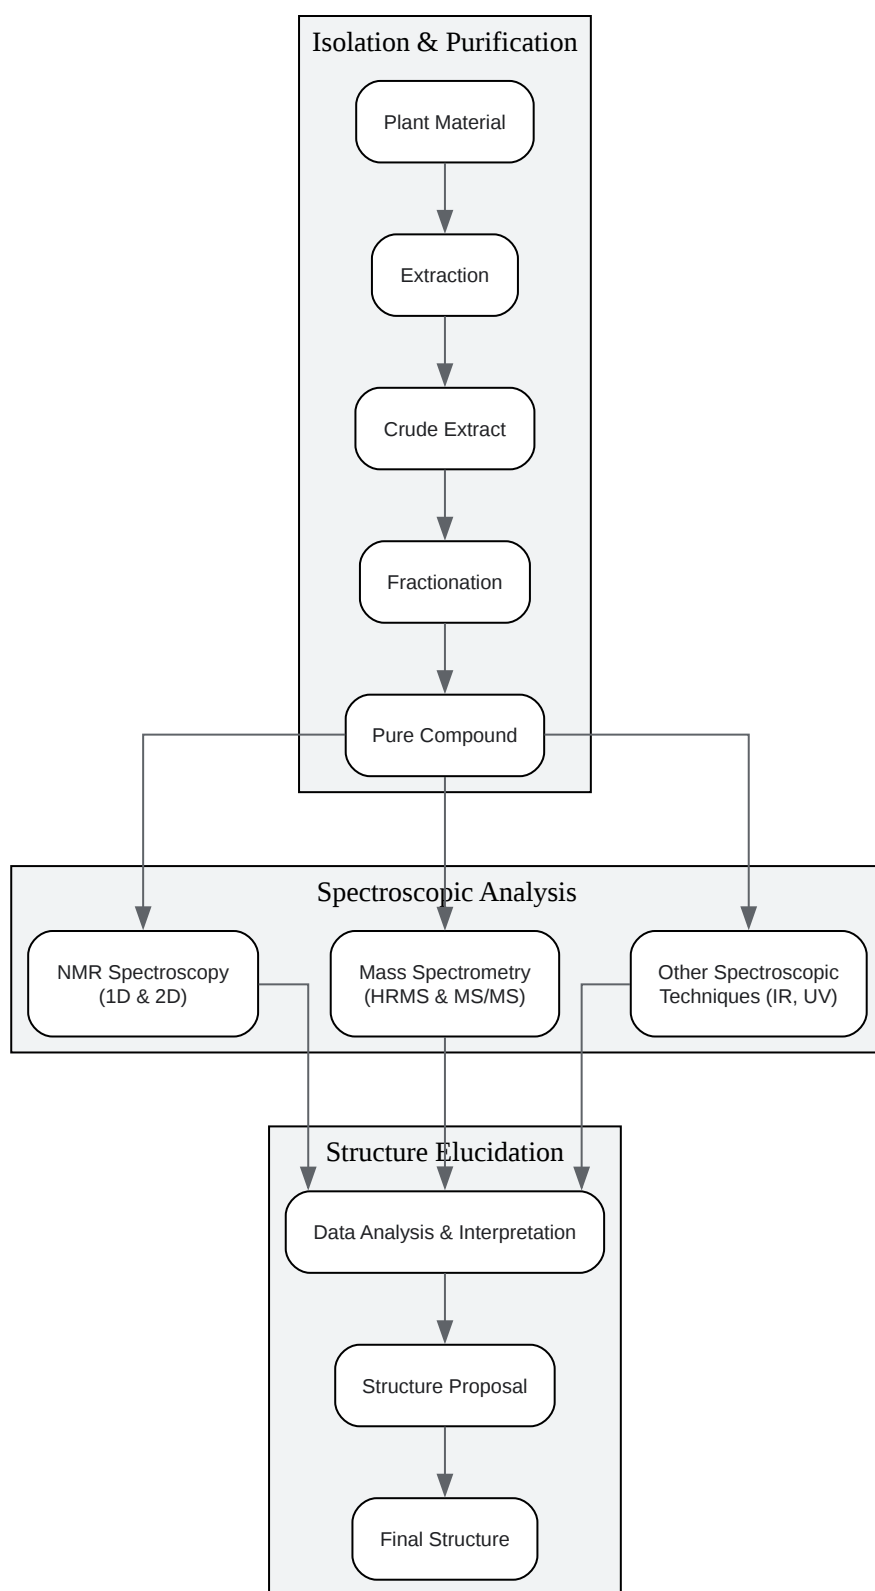 Isolation & Purification
Plant Material
Extraction
Crude Extract
Fractionation
Pure Compound
Spectroscopic Analysis
NMR Spectroscopy
(1D & 2D)
Mass Spectrometry
(HRMS & MS/MS)
Other Spectroscopic
Techniques (IR, UV)
Structure Elucidation
Data Analysis & Interpretation
Structure Proposal
Final Structure